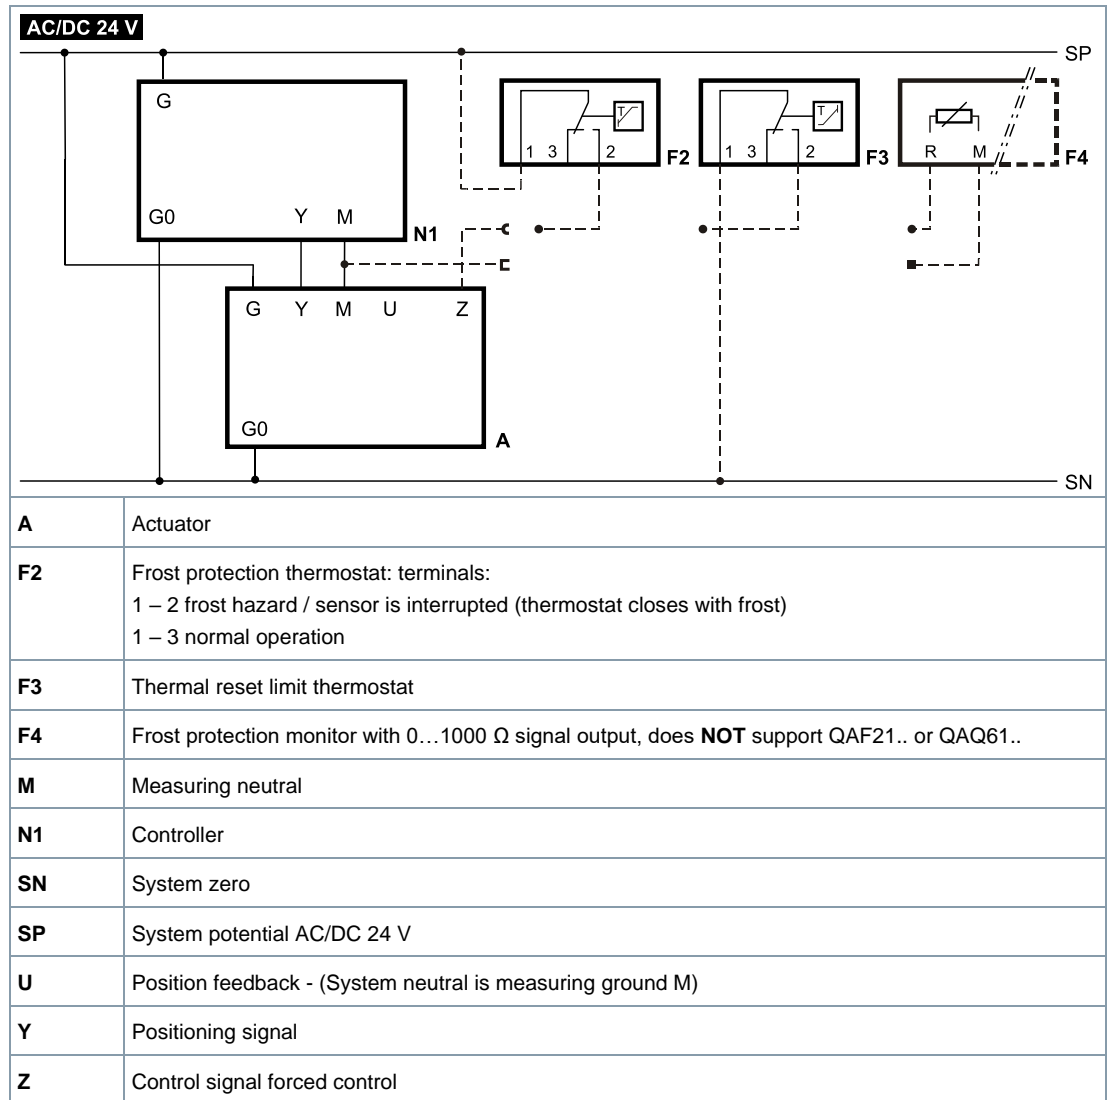 AC/DC 24 V
SP
G
G0 Y M
N1
1 3 2
F2
T
1 3 2
F3
T
R M
F4
G Y M U Z
G0
A
SN
A Actuator
F2 Frost protection thermostat: terminals:
1 – 2 frost hazard / sensor is interrupted (thermostat closes with frost)
1 – 3 normal operation
F3 Thermal reset limit thermostat
F4 Frost protection monitor with 0…1000 Ω signal output, does NOT support QAF21.. or QAQ61..
M Measuring neutral
N1 Controller
SN System zero
SP System potential AC/DC 24 V
U Position feedback - (System neutral is measuring ground M)
Y Positioning signal
Z Control signal forced control